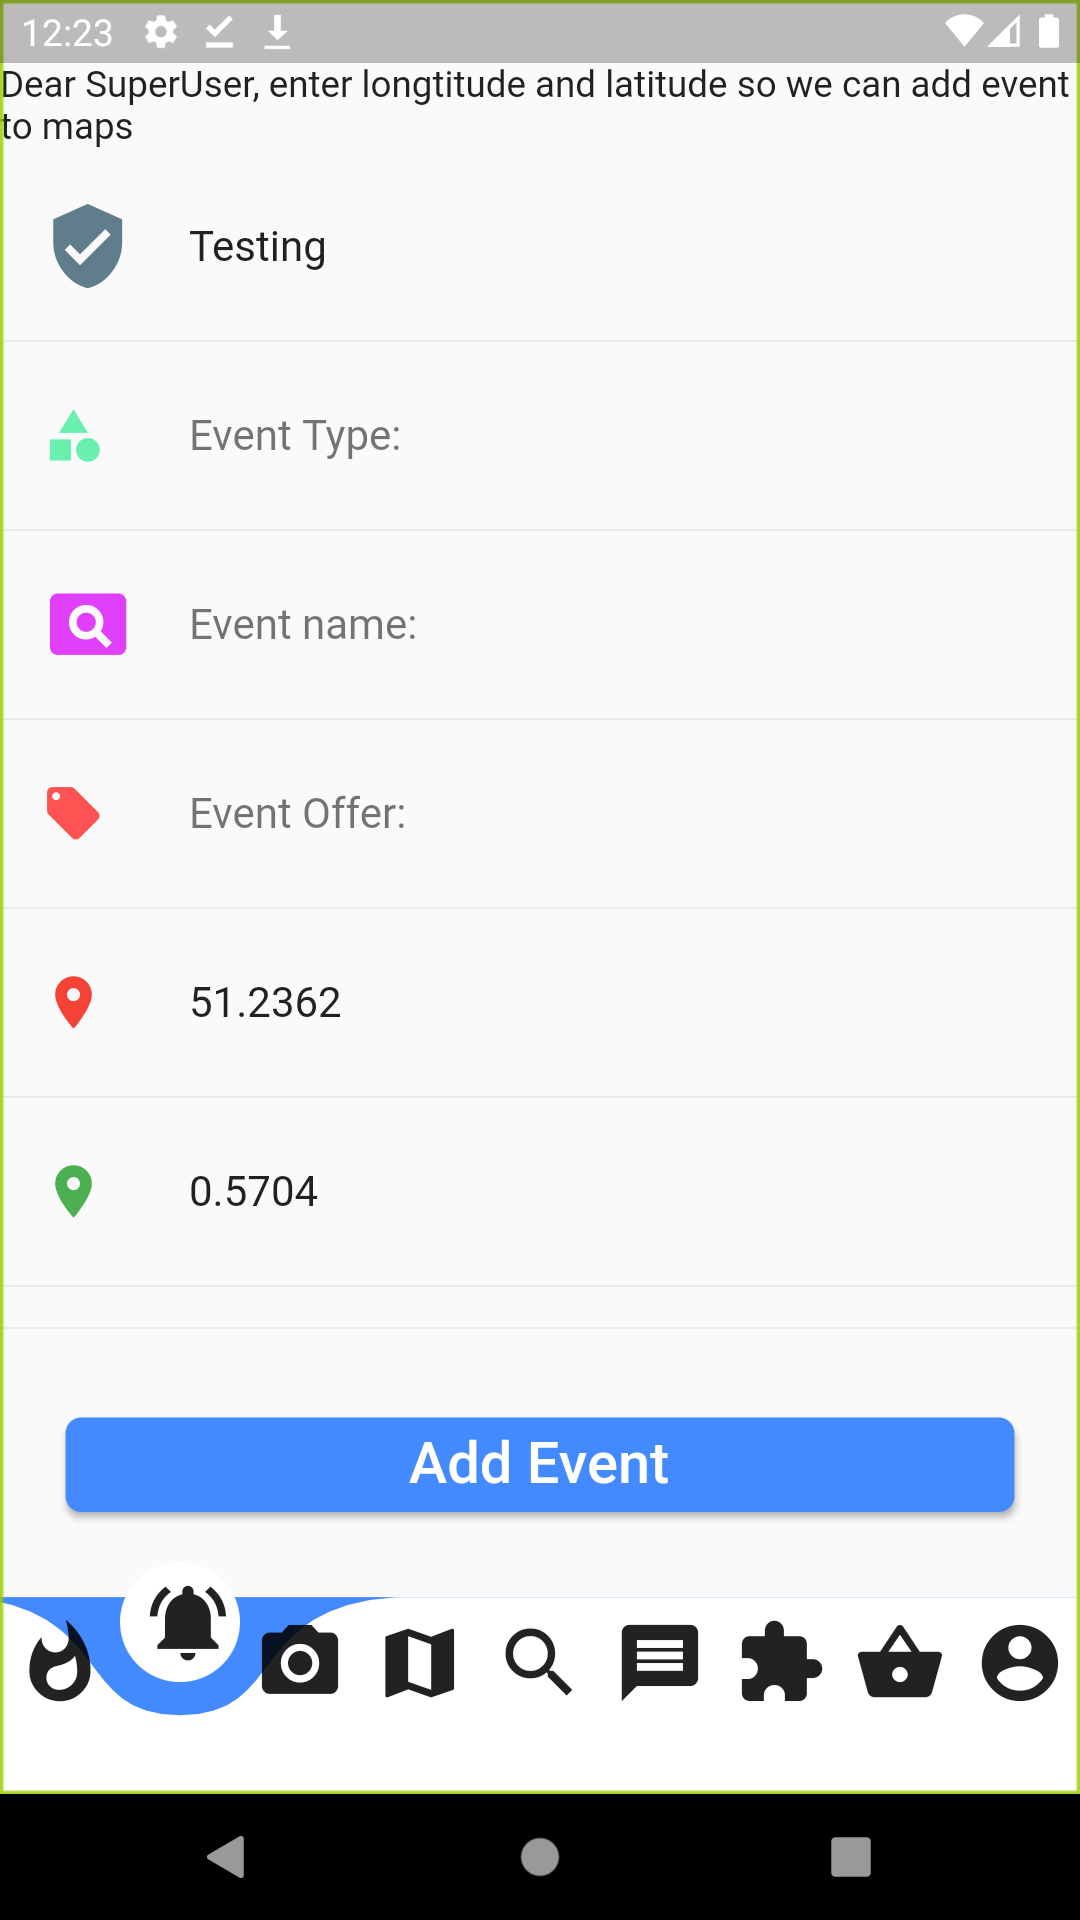 12:23
Dear SuperUser, enter longtitude and latitude so we can add event
to maps
Testing
Event Type:
Event name:
Event Offer:
51.2362
0.5704
Add Event